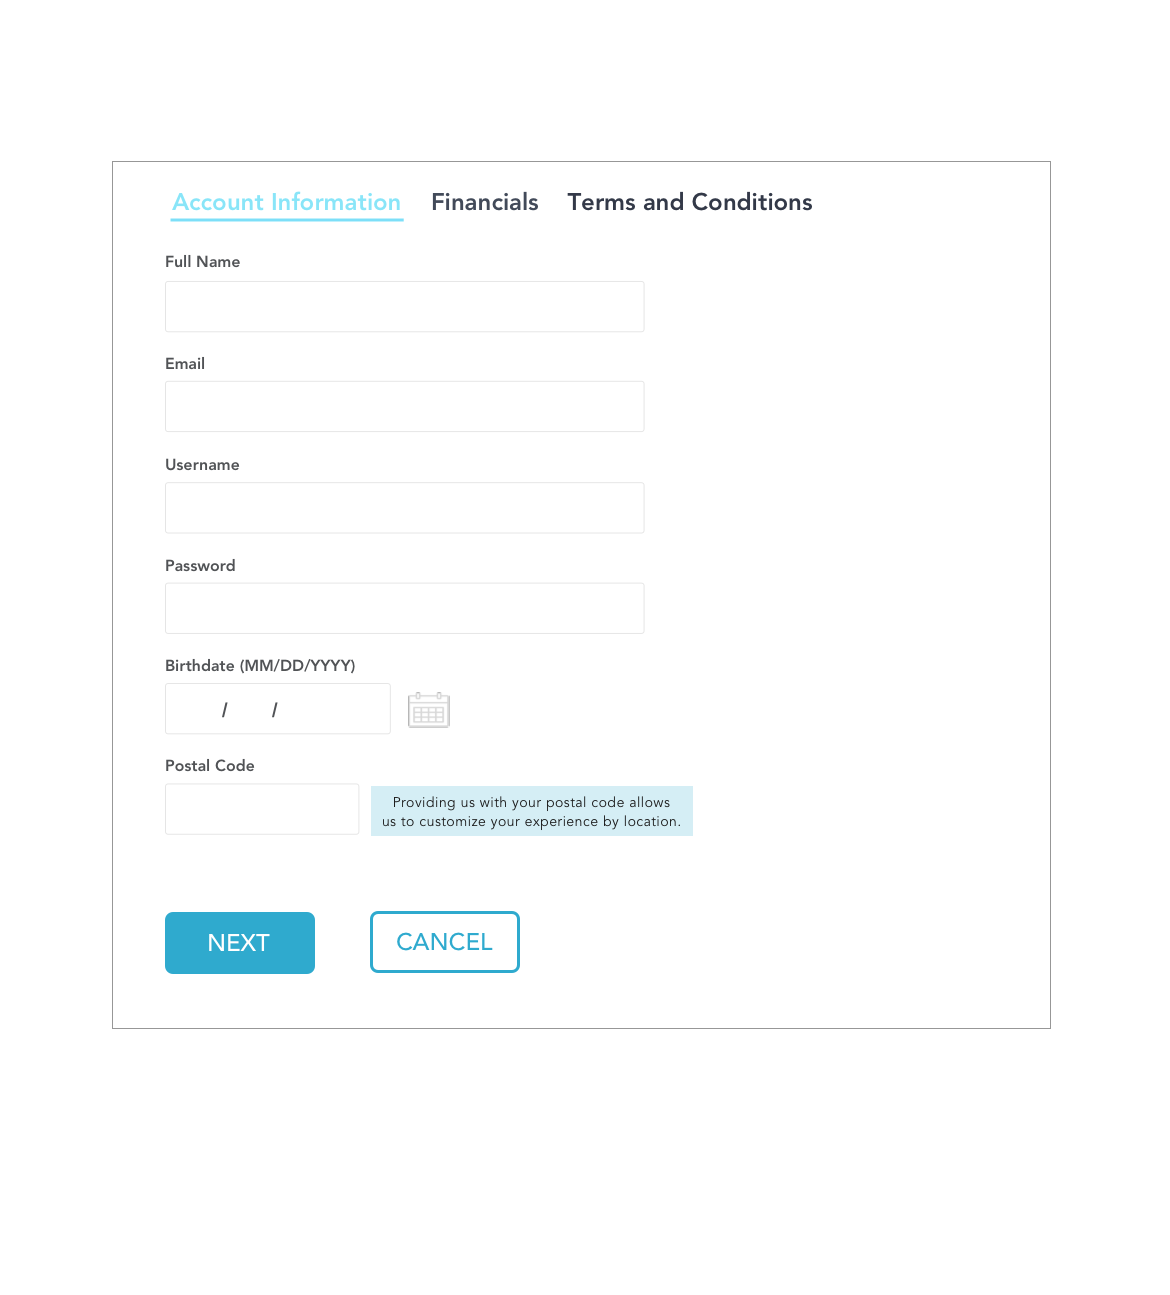 Account Information Financials Terms and Conditions
Full Name
Email
Username
Password
Birthdate (MM/DD/YYYY)
/ /
Postal Code
Providing us with your postal code allows
us to customize your experience by location.
NEXT CANCEL